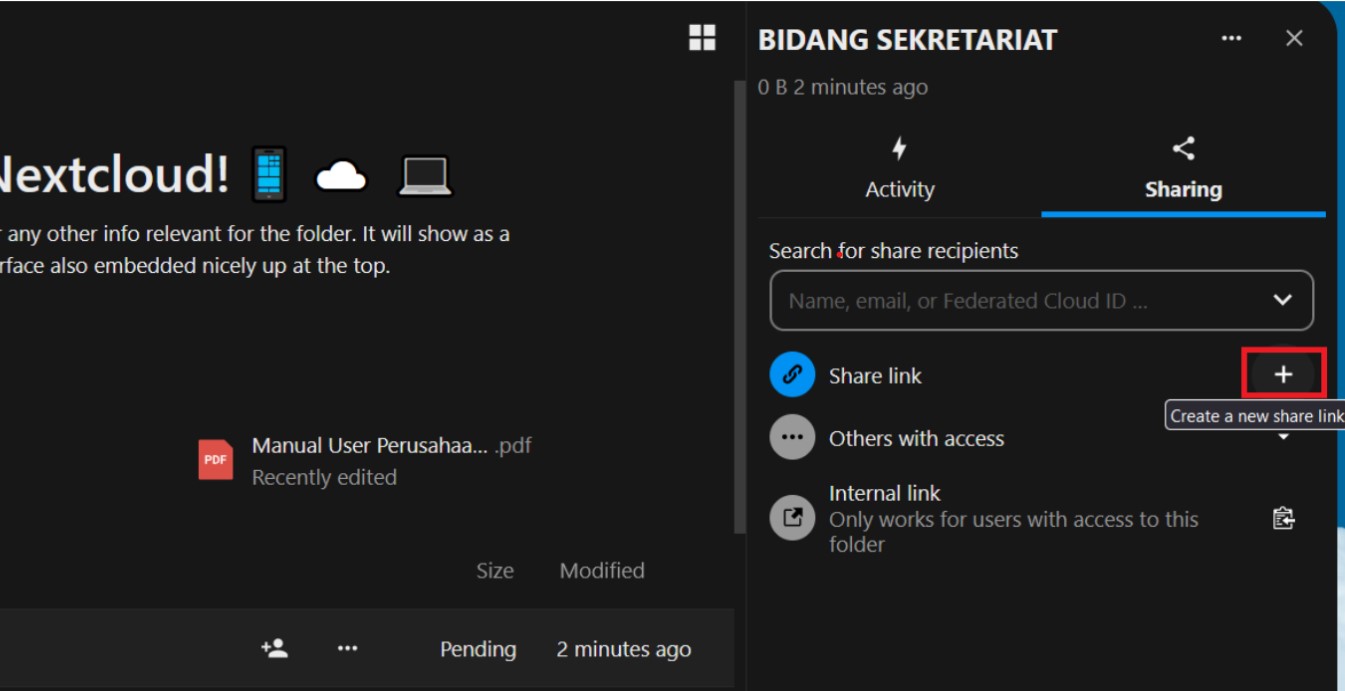 Nextcloud!
any other info relevant for the folder. It will show as a
rface also embedded nicely up at the top.
PDF
Manual User Perusahaa... .pdf
Recently edited
Size Modified
Pending 2 minutes ago
BIDANG SEKRETARIAT
0 B 2 minutes ago
Activity
Sharing
Search for share recipients
Name, email, or Federated Cloud ID ...
Share link
Create a new share link
Others with access
Internal link
Only works for users with access to this
folder